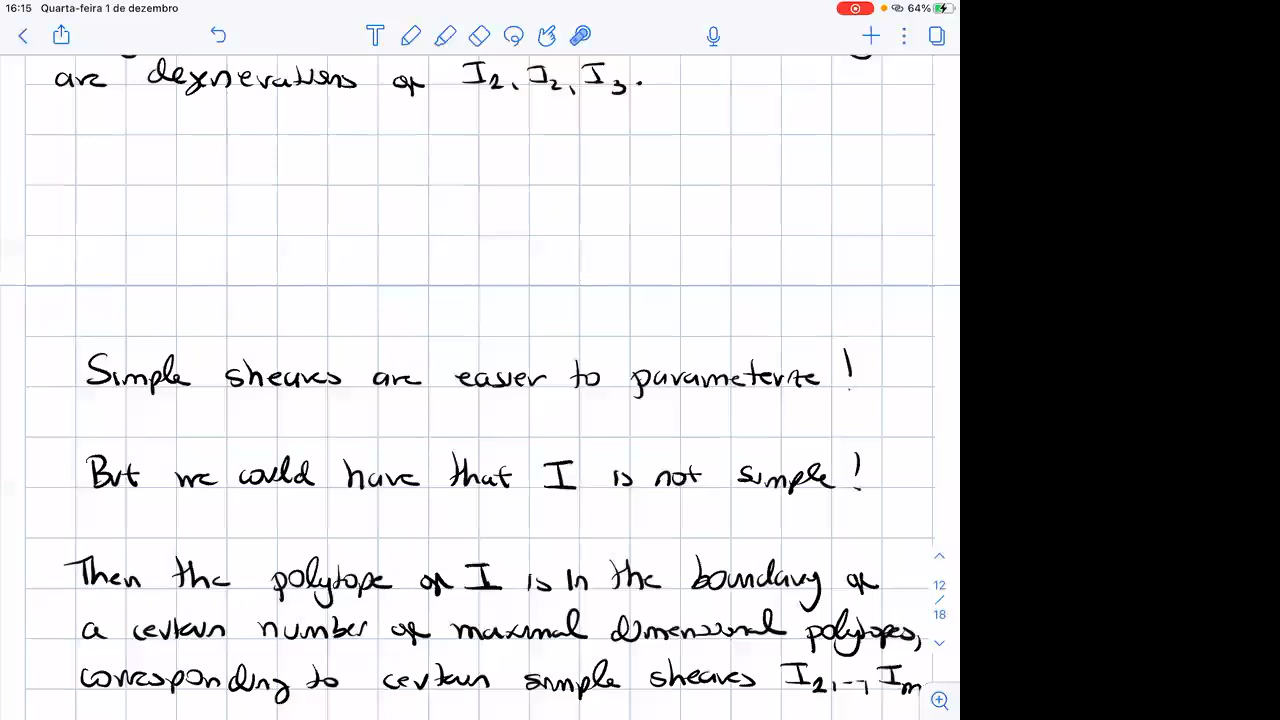 16:15 Quarta-feira 1 de dezembro 64%
are degenerations of I2, I2, I3.
Simple sheaves are easier to parameterize!
But we could have that I is not simple!
Then the polytope of I is in the boundary of
12
/
18
a certain number of maximal dimensional polytopes,
corresponding to certain simple sheaves I2, --, Im